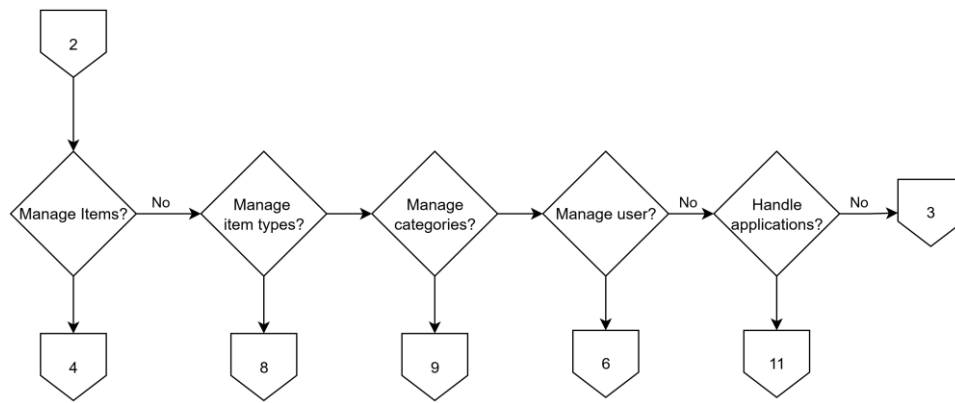 2
Manage Items?
No
Manage
item types?
Manage
categories?
Manage user?
No
Handle
applications?
No
3
4
8
9
6
11